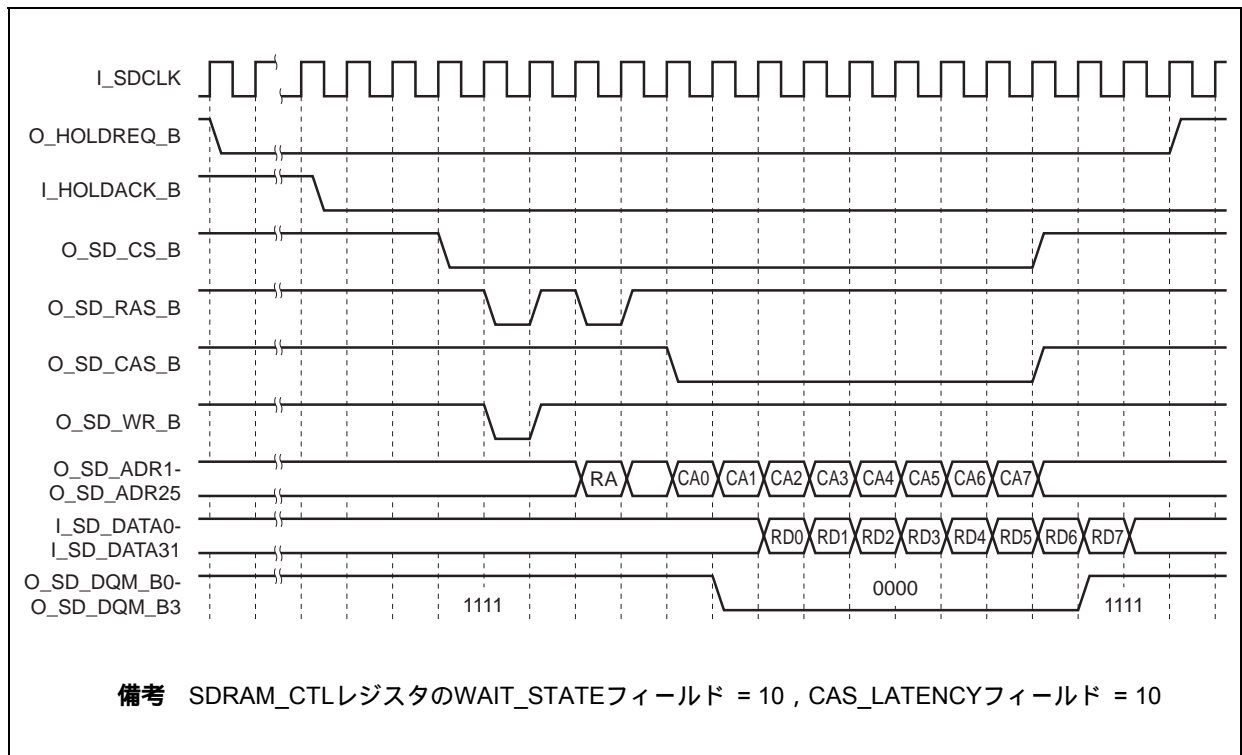 I_SDCLK
O_HOLDREQ_B
I_HOLDACK_B
O_SD_CS_B
O_SD_RAS_B
O_SD_CAS_B
O_SD_WR_B
O_SD_ADR1-
O_SD_ADR25
RA CA0 CA1 CA2 CA3 CA4 CA5 CA6 CA7
I_SD_DATA0-
I_SD_DATA31
RD0 RD1 RD2 RD3 RD4 RD5 RD6 RD7
O_SD_DQM_B0-
O_SD_DQM_B3
1111 0000 1111
備考 SDRAM_CTLレジスタのWAIT_STATEフィールド = 10 , CAS_LATENCYフィールド = 10